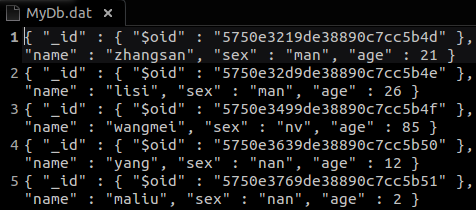 MyDb.dat ×
1 { "_id" : { "$oid" : "5750e3219de38890c7cc5b4d" },
"name" : "zhangsan", "sex" : "man", "age" : 21 }
2 { "_id" : { "$oid" : "5750e32d9de38890c7cc5b4e" },
"name" : "lisi", "sex" : "man", "age" : 26 }
3 { "_id" : { "$oid" : "5750e3499de38890c7cc5b4f" },
"name" : "wangmei", "sex" : "nv", "age" : 85 }
4 { "_id" : { "$oid" : "5750e3639de38890c7cc5b50" },
"name" : "yang", "sex" : "nan", "age" : 12 }
5 { "_id" : { "$oid" : "5750e3769de38890c7cc5b51" },
"name" : "maliu", "sex" : "nan", "age" : 2 }